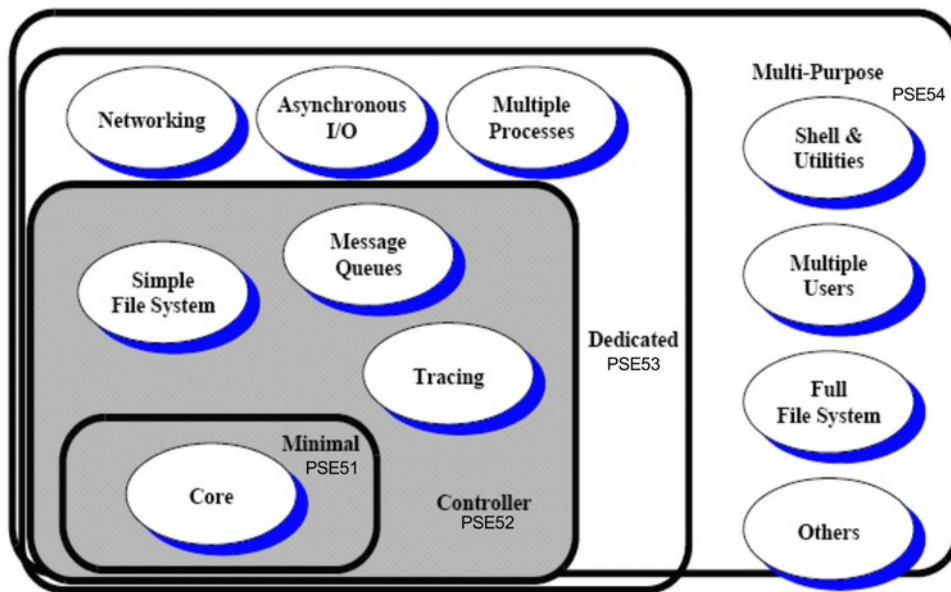 Multi-Purpose
PSE54
Networking
Asynchronous
I/O
Multiple
Processes
Shell &
Utilities
Message
Queues
Simple
File System
Multiple
Users
Dedicated
PSE53
Tracing
Full
File System
Minimal
PSE51
Core
Controller
PSE52
Others